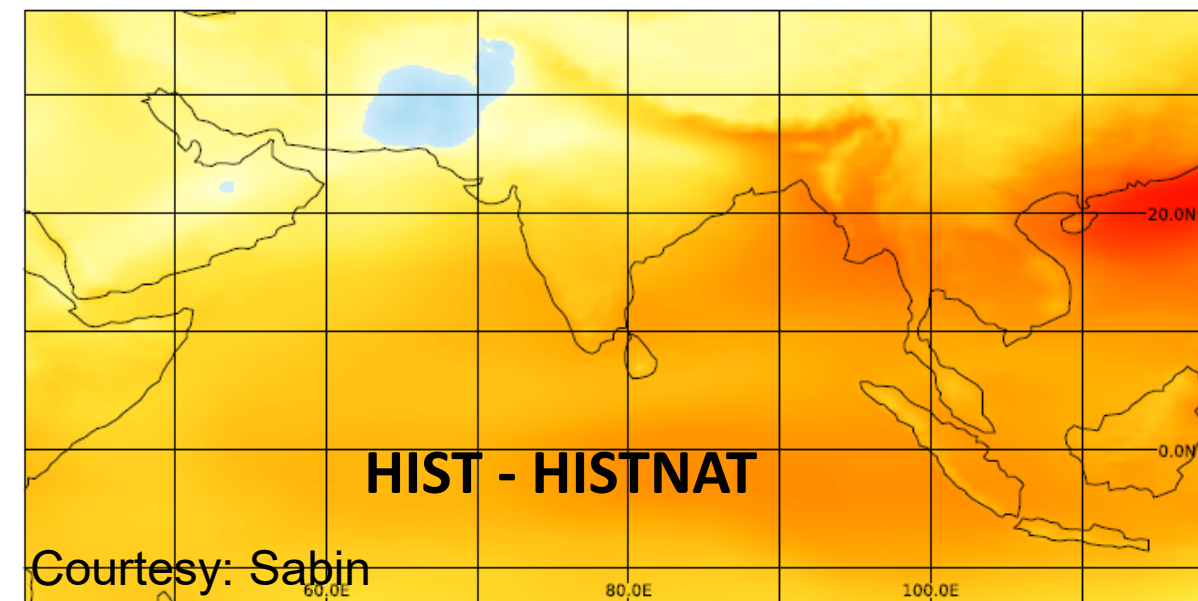 20.0N
0.0N
HIST - HISTNAT
Courtesy: Sabin
60.0E 80.0E 100.0E